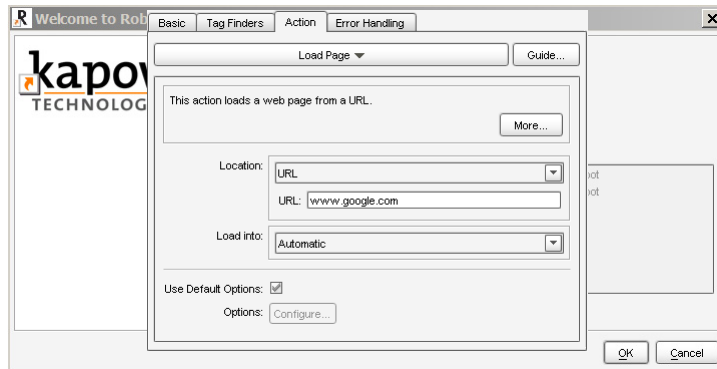 Welcome to Rob
Basic
Tag Finders
Action
Error Handling
Load Page
Guide...
kapow
TECHNOLOG
This action loads a web page from a URL.
More...
Location:
URL
URL: www.google.com
Load into:
Automatic
Use Default Options:
Options:
Configure...
OK
Cancel